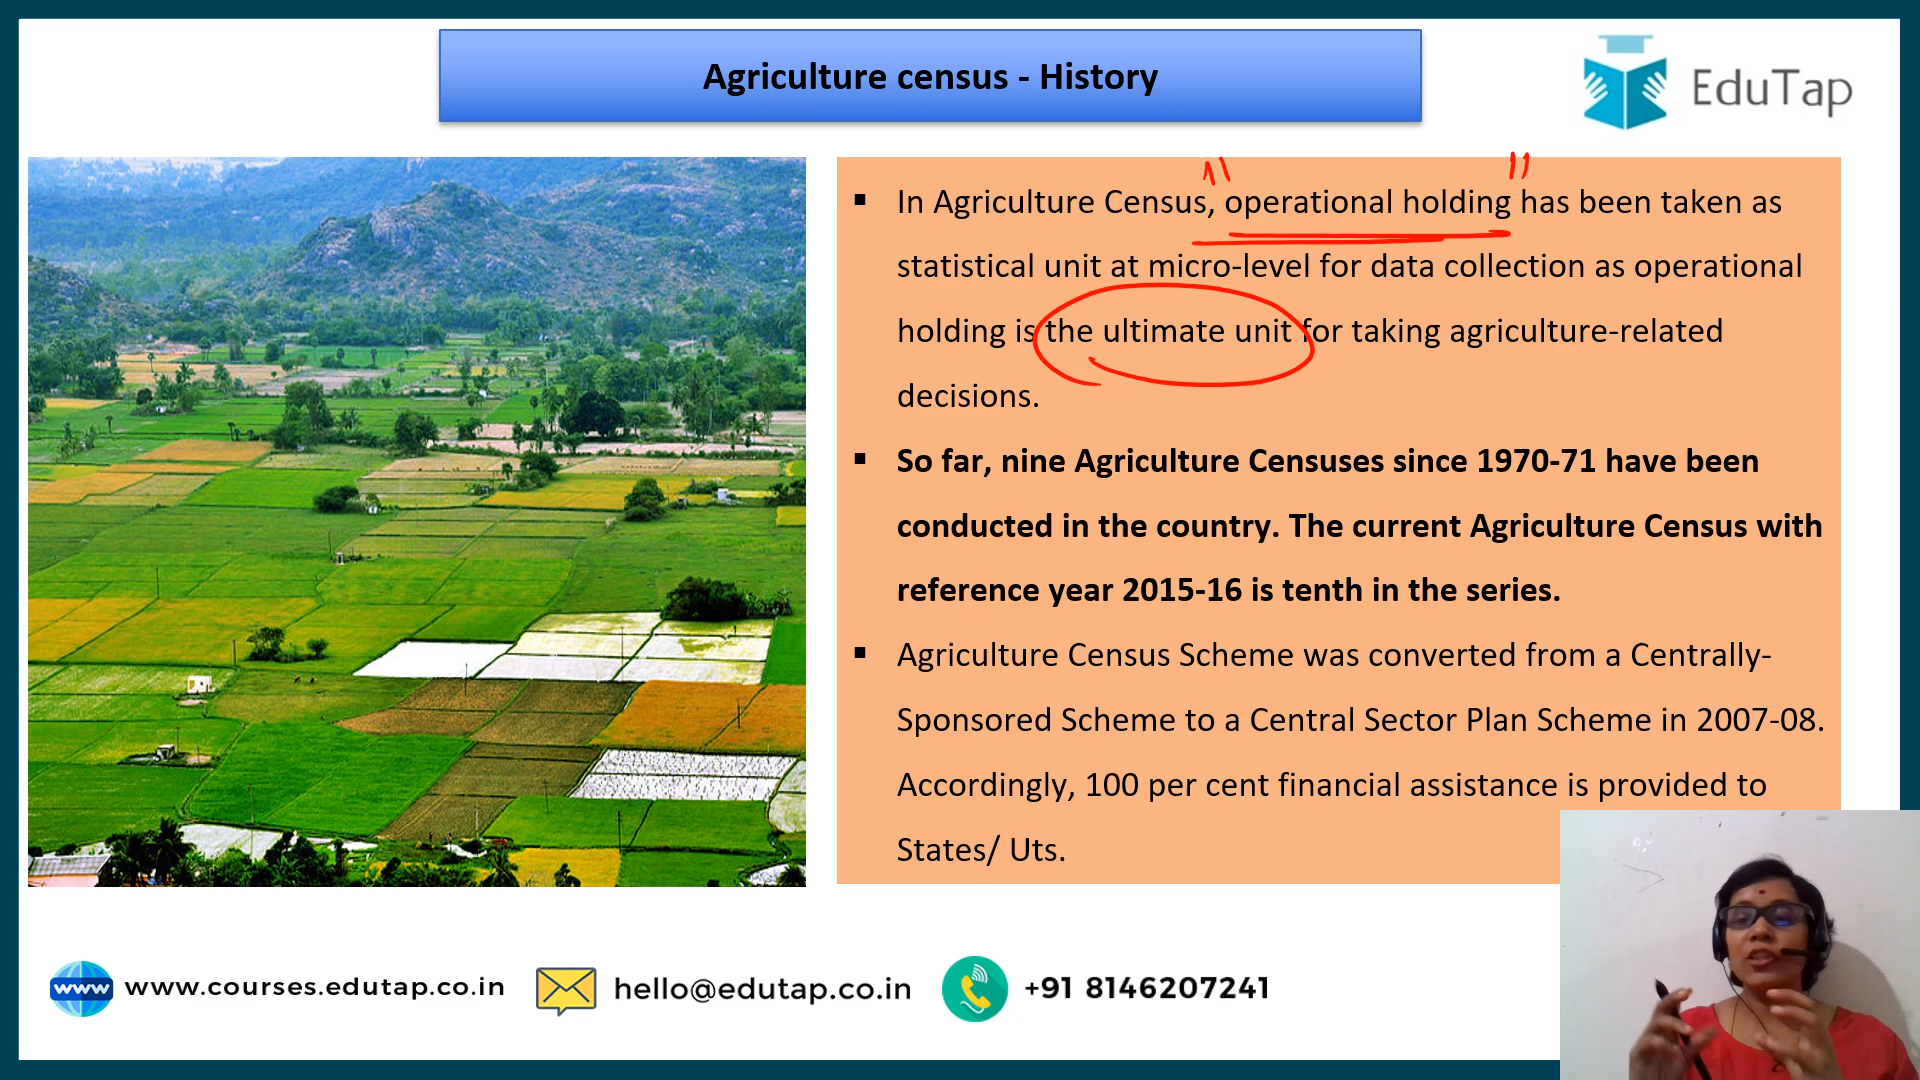 Agriculture census - History
EduTap
▪ In Agriculture Census, operational holding has been taken as
statistical unit at micro-level for data collection as operational
holding is the ultimate unit for taking agriculture-related
decisions.
▪ So far, nine Agriculture Censuses since 1970-71 have been
conducted in the country. The current Agriculture Census with
reference year 2015-16 is tenth in the series.
▪ Agriculture Census Scheme was converted from a Centrally-
Sponsored Scheme to a Central Sector Plan Scheme in 2007-08.
Accordingly, 100 per cent financial assistance is provided to
States/ Uts.
www www.courses.edutap.co.in hello@edutap.co.in +91 8146207241